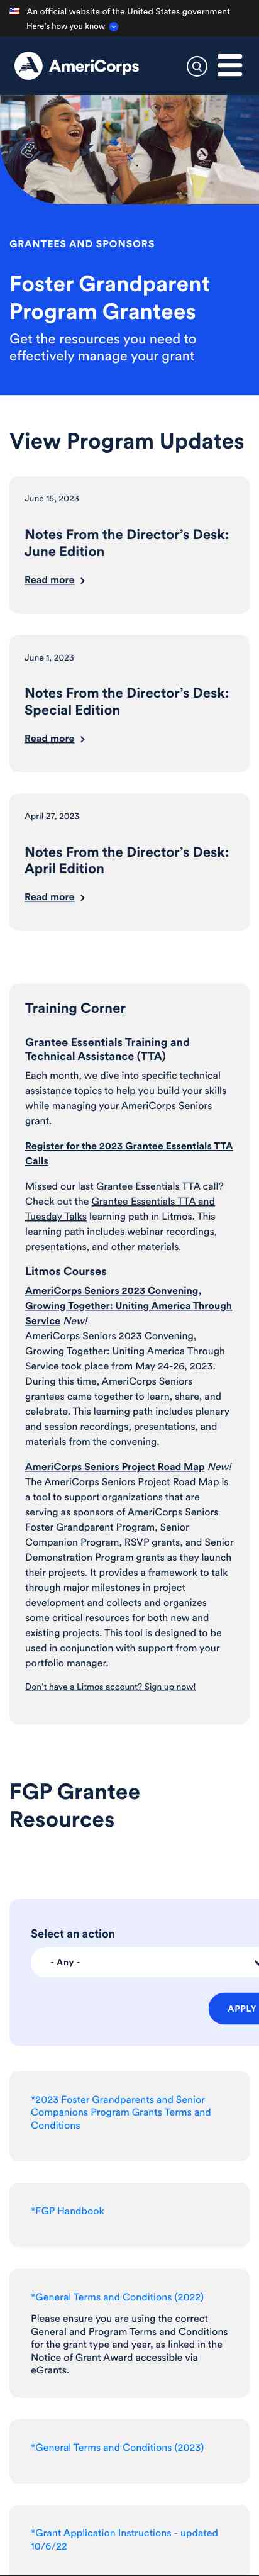 An official website of the United States government
Here's how you know
AmeriCorps
GRANTEES AND SPONSORS
Foster Grandparent
Program Grantees
Get the resources you need to
effectively manage your grant
View Program Updates
June 15, 2023
Notes From the Director's Desk:
June Edition
Read more
June 1, 2023
Notes From the Director's Desk:
Special Edition
Read more
April 27, 2023
Notes From the Director's Desk:
April Edition
Read more
Training Corner
Grantee Essentials Training and
Technical Assistance (TTA)
Each month, we dive into specific technical
assistance topics to help you build your skills
while managing your AmeriCorps Seniors
grant.
Register for the 2023 Grantee Essentials TTA
Calls
Missed our last Grantee Essentials TTA call?
Check out the Grantee Essentials TTA and
Tuesday Talks learning path in Litmos. This
learning path includes webinar recordings,
presentations, and other materials.
Litmos Courses
AmeriCorps Seniors 2023 Convening,
Growing Together: Uniting America Through
Service New!
AmeriCorps Seniors 2023 Convening,
Growing Together: Uniting America Through
Service took place from May 24-26, 2023.
During this time, AmeriCorps Seniors
grantees came together to learn, share, and
celebrate. This learning path includes plenary
and session recordings, presentations, and
materials from the convening.
AmeriCorps Seniors Project Road Map New!
The AmeriCorps Seniors Project Road Map is
a tool to support organizations that are
serving as sponsors of AmeriCorps Seniors
Foster Grandparent Program, Senior
Companion Program, RSVP grants, and Senior
Demonstration Program grants as they launch
their projects. It provides a framework to talk
through major milestones in project
development and collects and organizes
some critical resources for both new and
existing projects. This tool is designed to be
used in conjunction with support from your
portfolio manager.
Don't have a Litmos account? Sign up now!
FGP Grantee
Resources
Select an action
- Any -
APPLY
*2023 Foster Grandparents and Senior
Companions Program Grants Terms and
Conditions
*FGP Handbook
*General Terms and Conditions (2022)
Please ensure you are using the correct
General and Program Terms and Conditions
for the grant type and year, as linked in the
Notice of Grant Award accessible via
eGrants.
*General Terms and Conditions (2023)
*Grant Application Instructions - updated
10/6/22